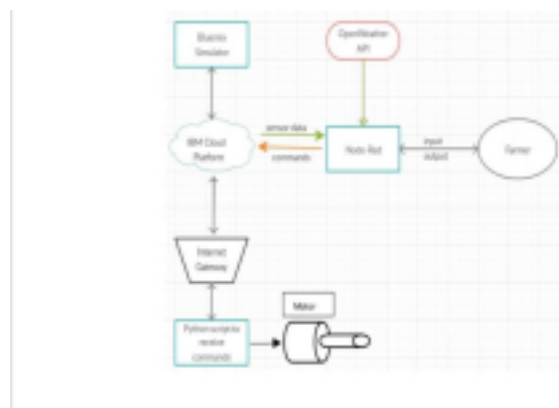 Bluemix
Simulator
OpenWeather
API
IBM Cloud
Platform
sensor data
commands
Node-Red
input
output
Farmer
Internet
Gateway
Motor
Python script to
receive
commands